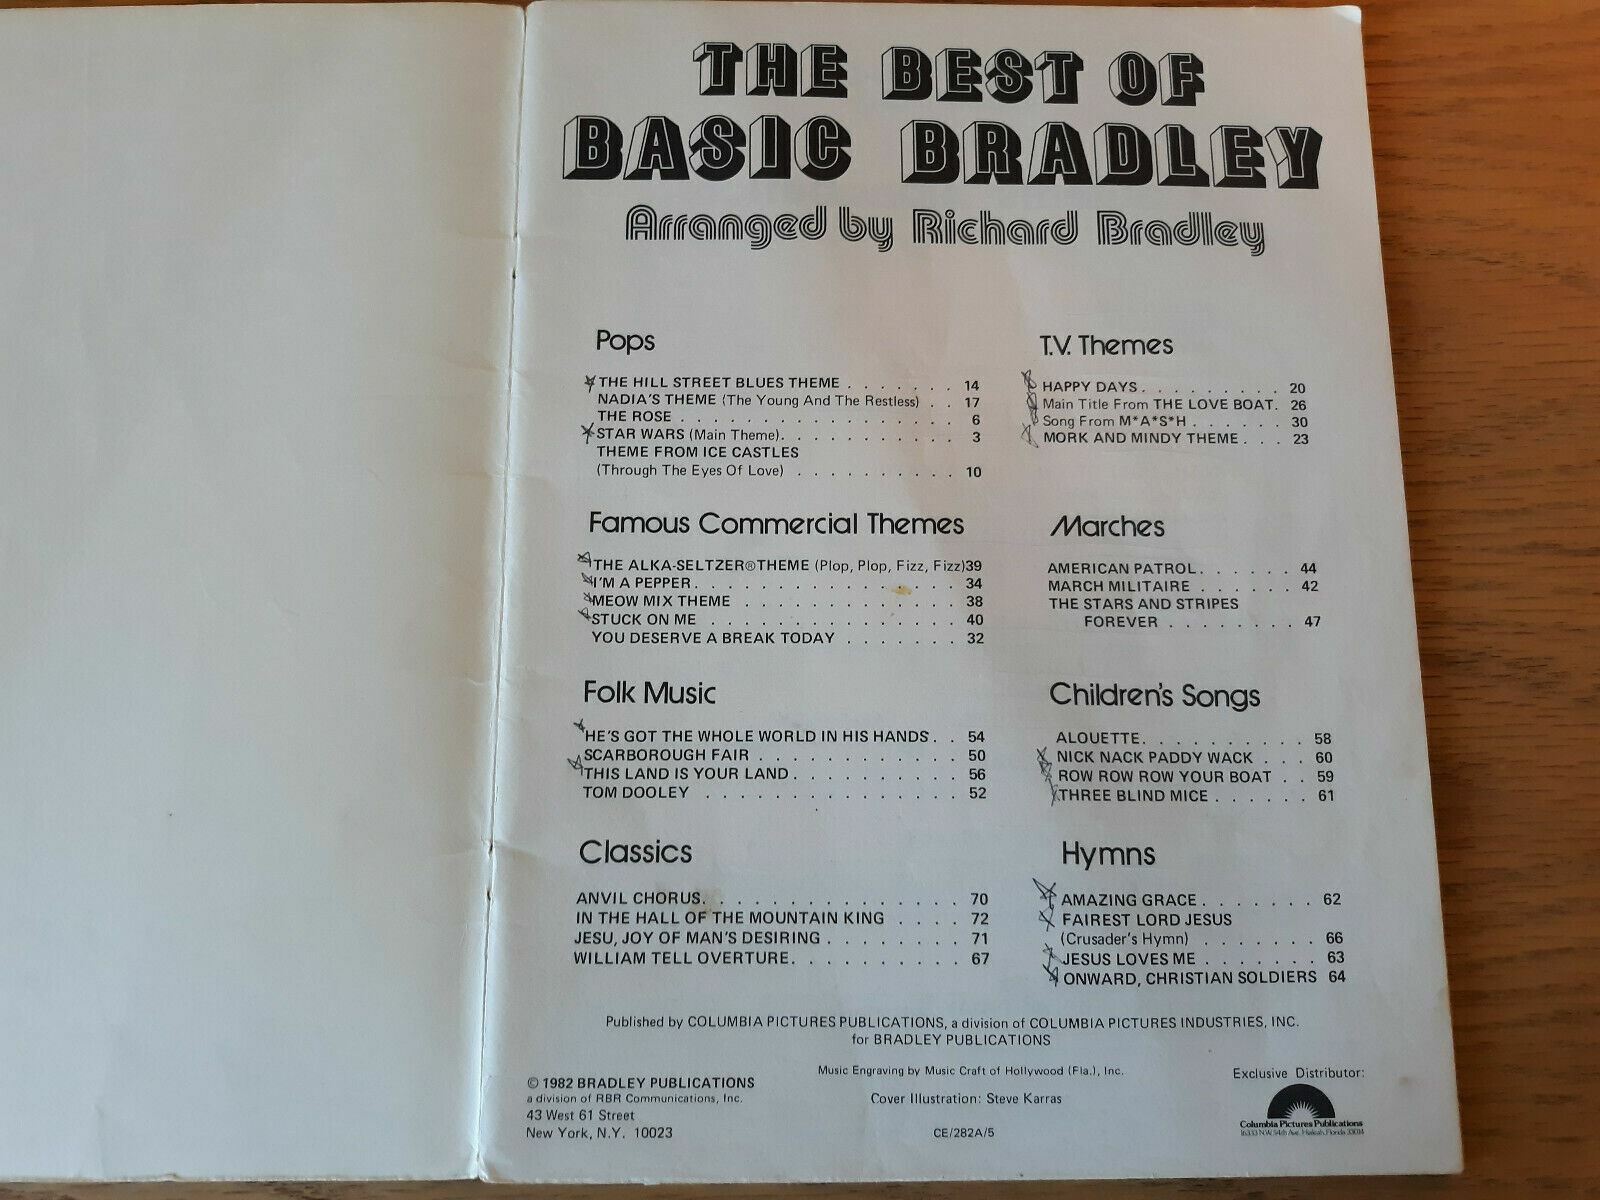 THE BEST OF
BASIC BRADLEY
Arranged by Richard Bradley
Pops
THE HILL STREET BLUES THEME . . . . . . . 14
NADIA'S THEME (The Young And The Restless) . . 17
THE ROSE . . . . . . . . . . . . . . . . . 6
STAR WARS (Main Theme). . . . . . . . . . . 3
THEME FROM ICE CASTLES
(Through The Eyes Of Love) . . . . . . . . . . 10
Famous Commercial Themes
THE ALKA-SELTZER® THEME (Plop, Plop, Fizz, Fizz)39
I'M A PEPPER. . . . . . . . . . . . . . . 34
MEOW MIX THEME . . . . . . . . . . . . . 38
STUCK ON ME . . . . . . . . . . . . . . . 40
YOU DESERVE A BREAK TODAY . . . . . . . 32
Folk Music
HE'S GOT THE WHOLE WORLD IN HIS HANDS . . 54
SCARBOROUGH FAIR . . . . . . . . . . . . 50
THIS LAND IS YOUR LAND . . . . . . . . . . 56
TOM DOOLEY . . . . . . . . . . . . . . . 52
Classics
ANVIL CHORUS. . . . . . . . . . . . . . . 70
IN THE HALL OF THE MOUNTAIN KING . . . . 72
JESU, JOY OF MAN'S DESIRING . . . . . . . . 71
WILLIAM TELL OVERTURE. . . . . . . . . . 67
T.V. Themes
HAPPY DAYS . . . . . . . . . 20
Main Title From THE LOVE BOAT. 26
Song From M*A*S*H . . . . . . 30
MORK AND MINDY THEME . . . 23
Marches
AMERICAN PATROL. . . . . . 44
MARCH MILITAIRE . . . . . . 42
THE STARS AND STRIPES
FOREVER . . . . . . . . 47
Children's Songs
ALOUETTE. . . . . . . . . . 58
NICK NACK PADDY WACK . . . 60
ROW ROW ROW YOUR BOAT . . 59
THREE BLIND MICE . . . . . . 61
Hymns
AMAZING GRACE . . . . . . . 62
FAIREST LORD JESUS
(Crusader's Hymn) . . . . . . . 66
JESUS LOVES ME . . . . . . . 63
ONWARD, CHRISTIAN SOLDIERS 64
Published by COLUMBIA PICTURES PUBLICATIONS, a division of COLUMBIA PICTURES INDUSTRIES, INC.
for BRADLEY PUBLICATIONS
Music Engraving by Music Craft of Hollywood (Fla.), Inc.
Cover Illustration: Steve Karras
CE/282A/5
© 1982 BRADLEY PUBLICATIONS
a division of RBR Communications, Inc.
43 West 61 Street
New York, N.Y. 10023
Exclusive Distributor:
Columbia Pictures Publications
16333 N.W. 54th Ave. Hialeah, Florida 33014